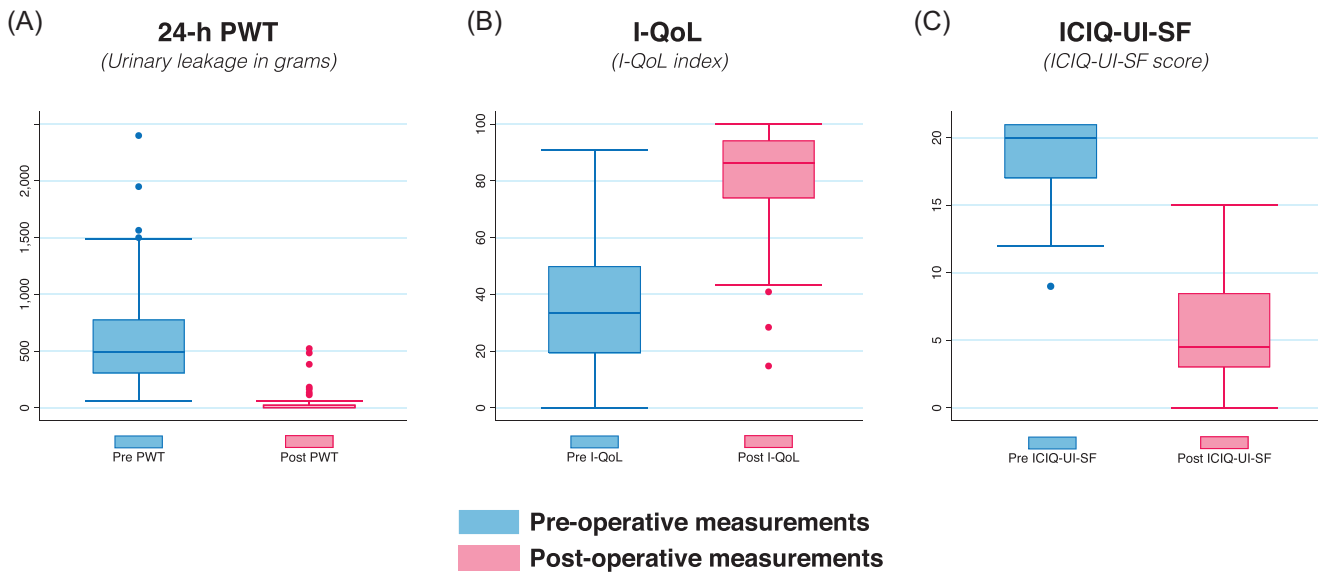 (A)
24-h PWT
(Urinary leakage in grams)
2,000
1,500
1,000
500
0
Pre PWT
Post PWT
(B)
I-QoL
(I-QoL index)
100
80
60
40
20
0
Pre I-QoL
Post I-QoL
(C)
ICIQ-UI-SF
(ICIQ-UI-SF score)
20
15
10
5
0
Pre ICIQ-UI-SF
Post ICIQ-UI-SF
Pre-operative measurements
Post-operative measurements